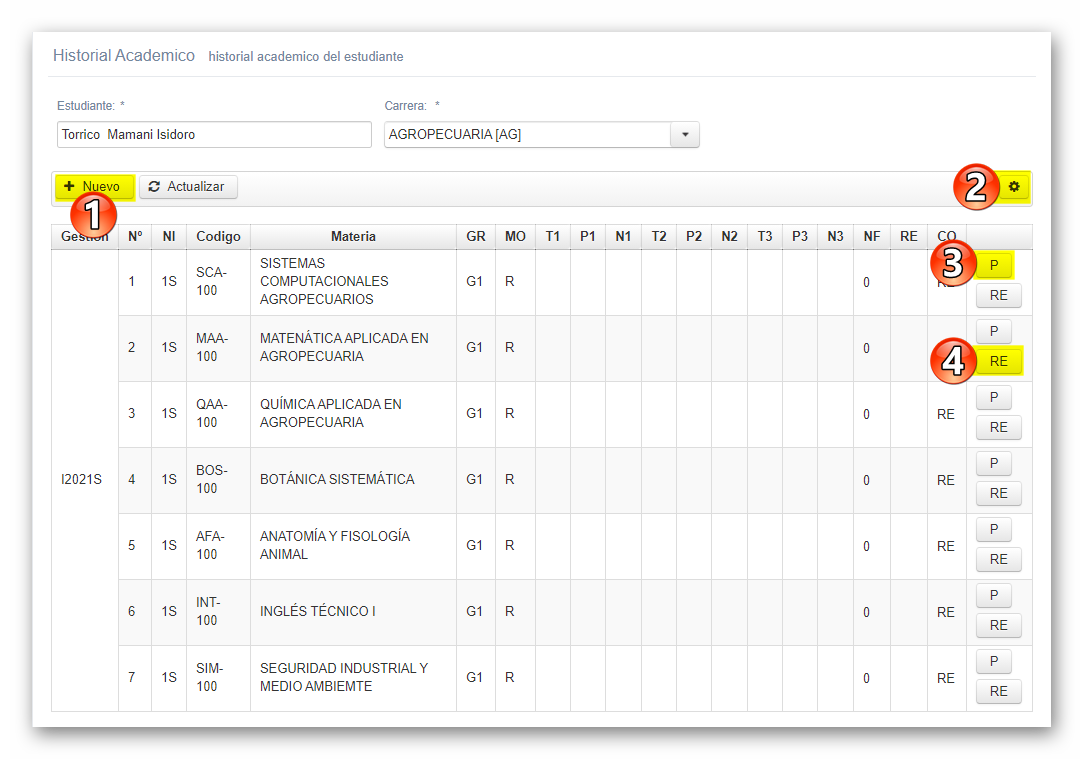 Historial Academico historial academico del estudiante
Estudiante: * Carrera: *
Torrico Mamani Isidoro AGROPECUARIA [AG]
Nuevo Actualizar 2
1
Gestión Nº NI Codigo Materia GR MO T1 P1 N1 T2 P2 N2 T3 P3 N3 NF RE CO
I2021S
1 1S SCA-
100 SISTEMAS
COMPUTACIONALES
AGROPECUARIOS G1 R 0 RE 3 P
RE
2 1S MAA-
100 MATENÁTICA APLICADA EN
AGROPECUARIA G1 R 0 4 P
RE
3 1S QAA-
100 QUÍMICA APLICADA EN
AGROPECUARIA G1 R 0 RE P
RE
4 1S BOS-
100 BOTÁNICA SISTEMÁTICA G1 R 0 RE P
RE
5 1S AFA-
100 ANATOMÍA Y FISOLOGÍA
ANIMAL G1 R 0 RE P
RE
6 1S INT-
100 INGLÉS TÉCNICO I G1 R 0 RE P
RE
7 1S SIM-
100 SEGURIDAD INDUSTRIAL Y
MEDIO AMBIEMTE G1 R 0 RE P
RE